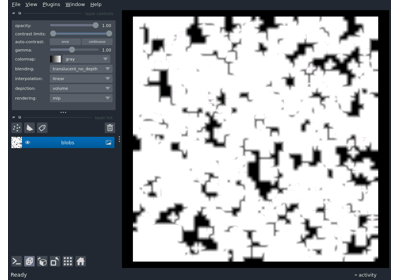 File View Plugins Window Help
opacity: 1.00
contrast limits:
auto-contrast: once continuous
gamma: 1.00
colormap: gray
blending: translucent_no_depth
interpolation: linear
depiction: volume
rendering: mip
blobs
Ready
activity